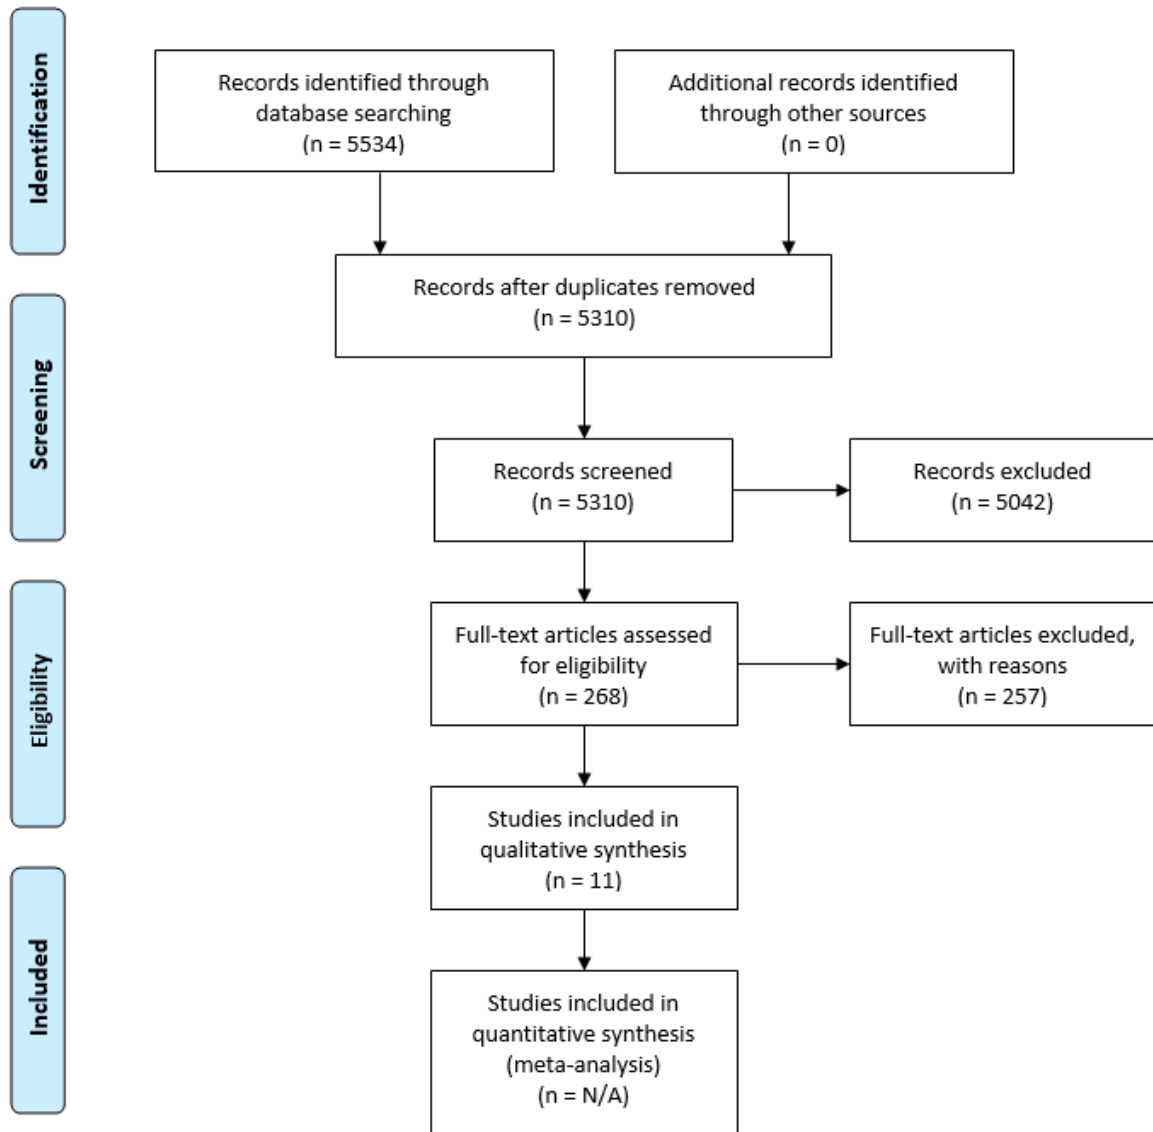 Identification
Records identified through
database searching
(n = 5534)
Additional records identified
through other sources
(n = 0)
Records after duplicates removed
(n = 5310)
Screening
Records screened
(n = 5310)
Records excluded
(n = 5042)
Eligibility
Full-text articles assessed
for eligibility
(n = 268)
Full-text articles excluded,
with reasons
(n = 257)
Studies included in
qualitative synthesis
(n = 11)
Included
Studies included in
quantitative synthesis
(meta-analysis)
(n = N/A)